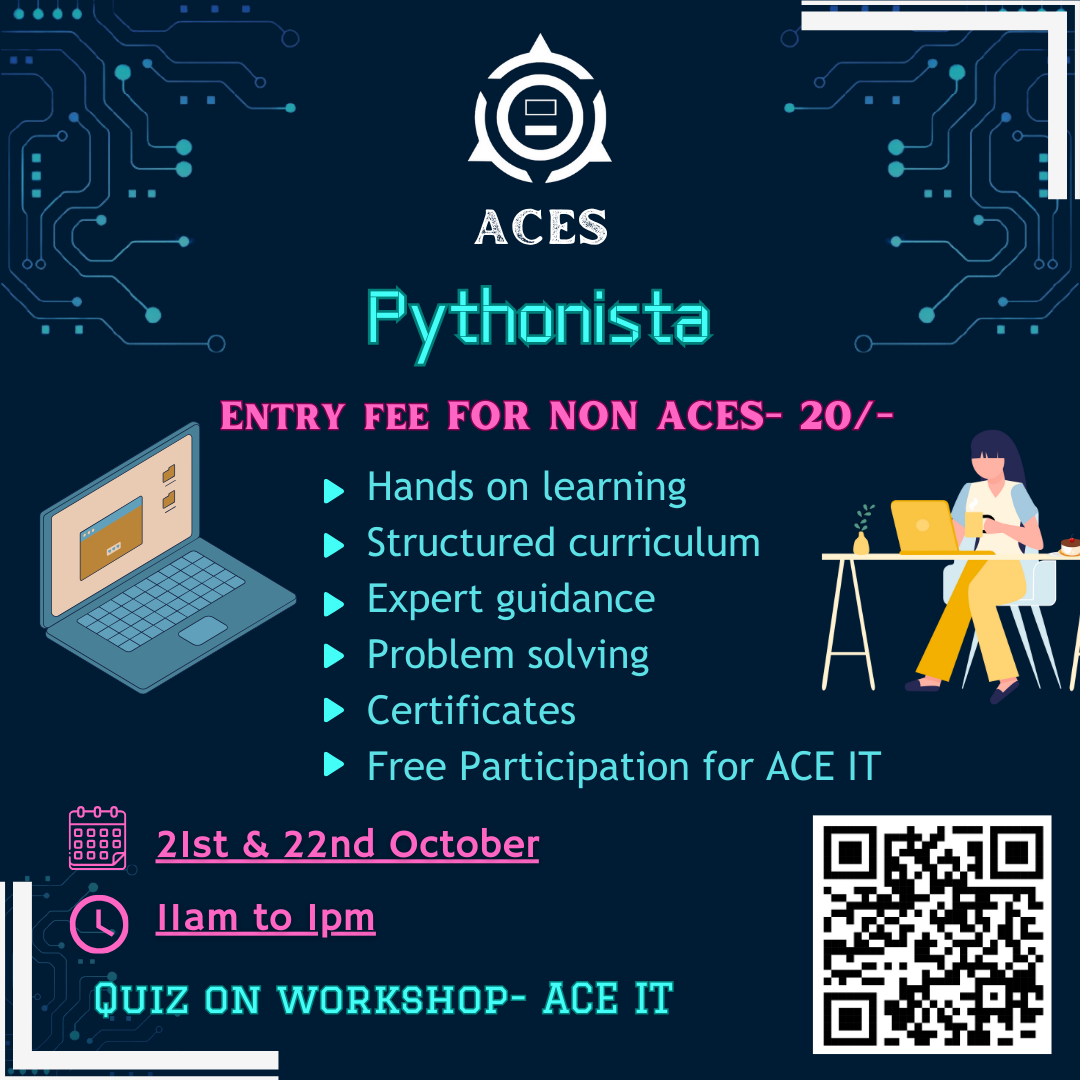 ACES
Pythonista
Entry fee FOR NON ACES- 20/-
Hands on learning
Structured curriculum
Expert guidance
Problem solving
Certificates
Free Participation for ACE IT
21st & 22nd October
11am to 1pm
Quiz on workshop- ACE IT